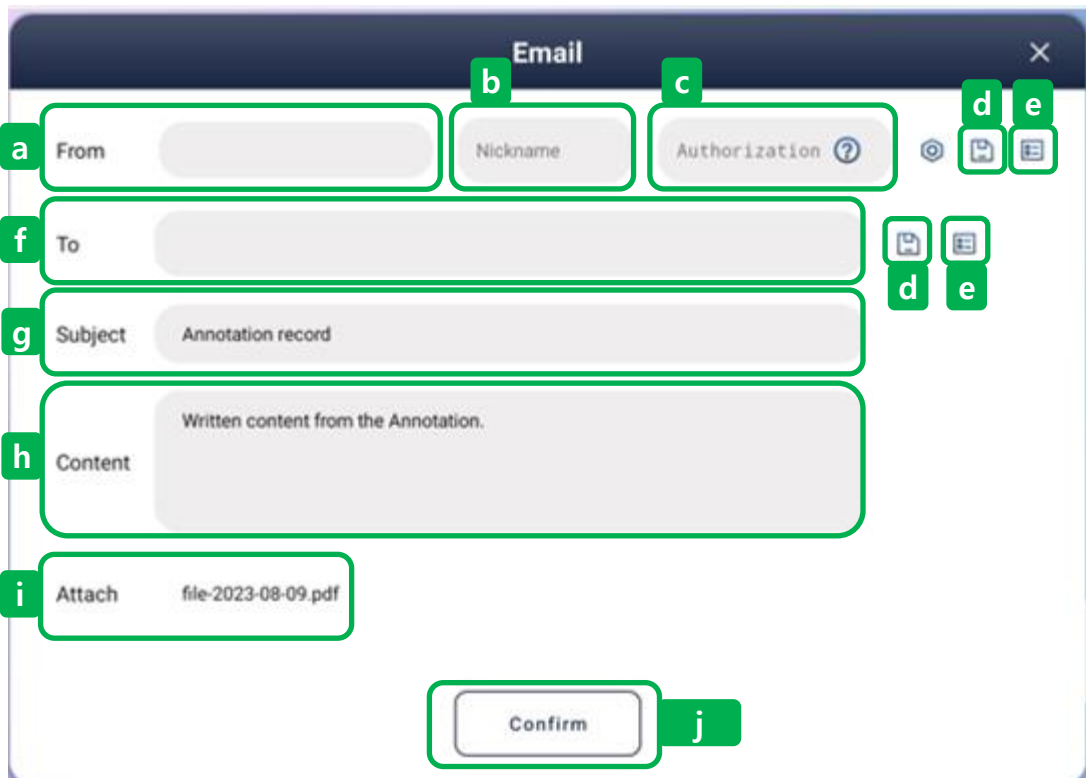 Email
b
c
d
e
a
From
Nickname
Authorization
f
To
d
e
g
Subject
Annotation record
h
Content
Written content from the Annotation.
i
Attach
file-2023-08-09.pdf
Confirm
j